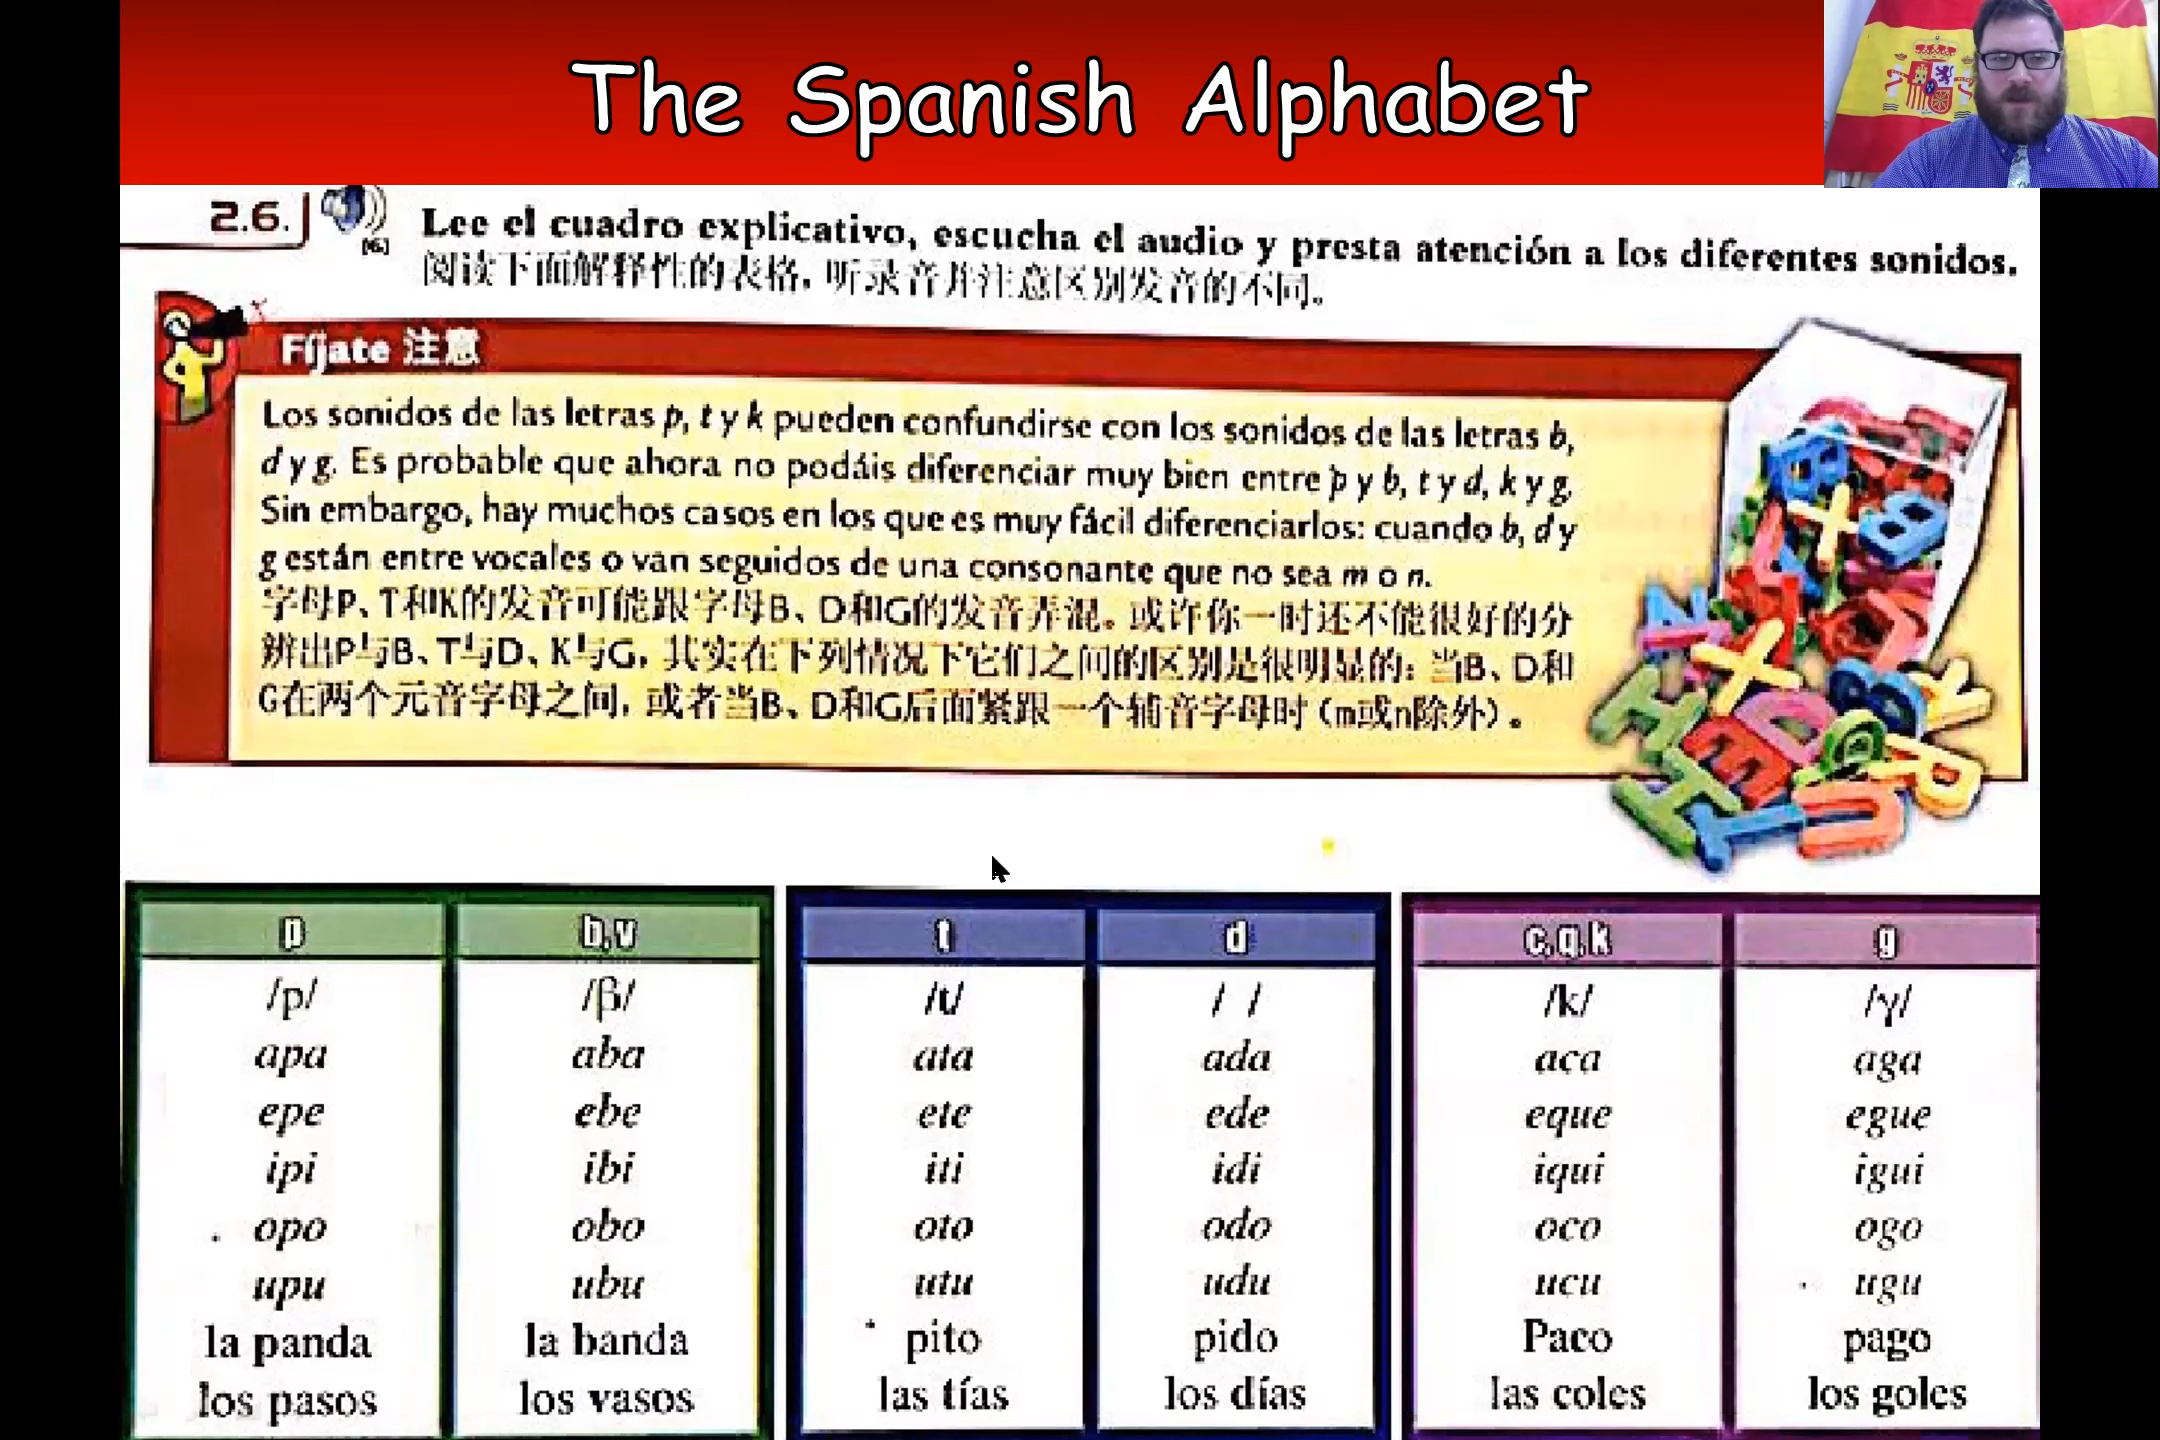 The Spanish Alphabet
2.6.
[6]
Lee el cuadro explicativo, escucha el audio y presta atención a los diferentes sonidos.
阅读下面解释性的表格，听录音并注意区别发音的不同。
Fíjate 注意
Los sonidos de las letras p, t y k pueden confundirse con los sonidos de las letras b,
d y g. Es probable que ahora no podáis diferenciar muy bien entre p y b, t y d, k y g.
Sin embargo, hay muchos casos en los que es muy fácil diferenciarlos: cuando b, d y
g están entre vocales o van seguidos de una consonante que no sea m o n.
字母P、T和K的发音可能跟字母B、D和G的发音弄混。或许你一时还不能很好的分
辨出P与B、T与D、K与G，其实在下列情况下它们之间的区别是很明显的：当B、D和
G在两个元音字母之间，或者当B、D和G后面紧跟一个辅音字母时（m或n除外）。
p b,v t d c,q,k g
/p/ /β/ /t/ / / /k/ /γ/
apa aba ata ada aca aga
epe ebe ete ede eque egue
ipi ibi iti idi iqui igui
opo obo oto odo oco ogo
upu ubu utu udu ucu ugu
la panda la banda pito pido Paco pago
los pasos los vasos las tías los días las coles los goles